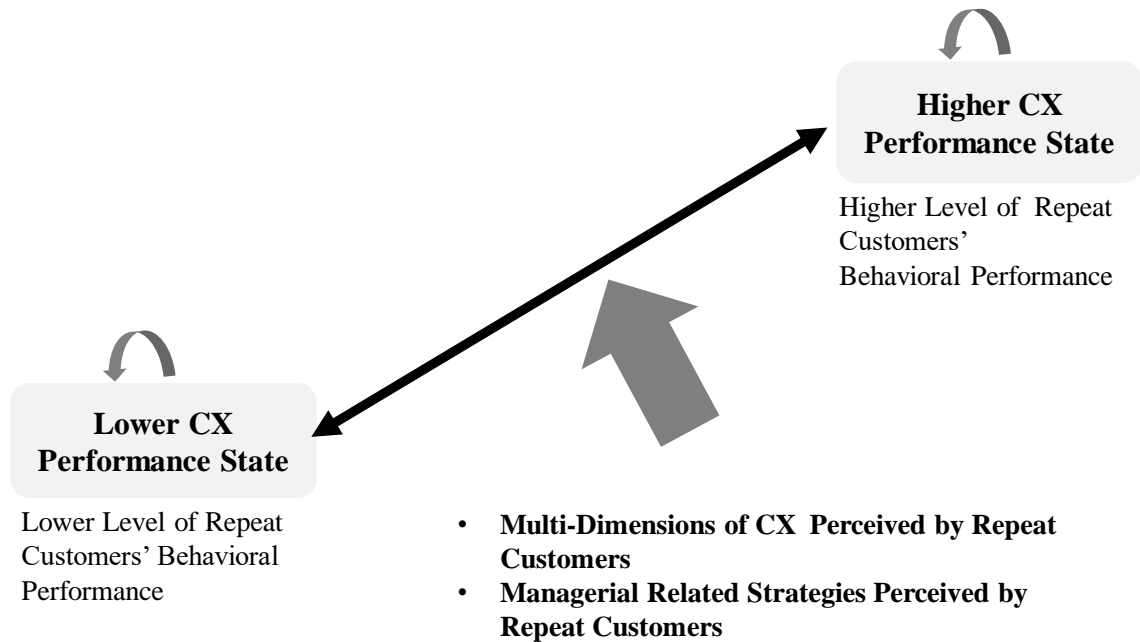 Higher CX
Performance State
Higher Level of Repeat
Customers’
Behavioral Performance
Lower CX
Performance State
Lower Level of Repeat
Customers’ Behavioral
Performance
• Multi-Dimensions of CX Perceived by Repeat
Customers
• Managerial Related Strategies Perceived by
Repeat Customers